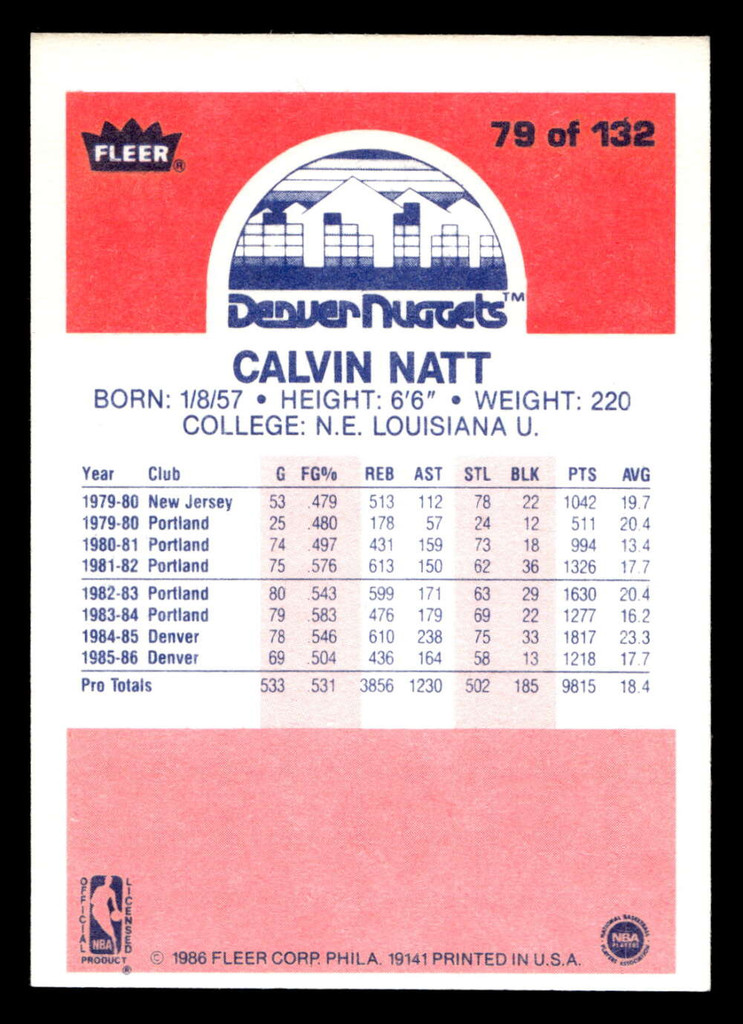 FLEER®
79 of 132
Denver Nuggets™
CALVIN NATT
BORN: 1/8/57 • HEIGHT: 6'6" • WEIGHT: 220
COLLEGE: N.E. LOUISIANA U.
Year Club G FG% REB AST STL BLK PTS AVG
1979-80 New Jersey 53 .479 513 112 78 22 1042 19.7
1979-80 Portland 25 .480 178 57 24 12 511 20.4
1980-81 Portland 74 .497 431 159 73 18 994 13.4
1981-82 Portland 75 .576 613 150 62 36 1326 17.7
1982-83 Portland 80 .543 599 171 63 29 1630 20.4
1983-84 Portland 79 .583 476 179 69 22 1277 16.2
1984-85 Denver 78 .546 610 238 75 33 1817 23.3
1985-86 Denver 69 .504 436 164 58 13 1218 17.7
Pro Totals 533 .531 3856 1230 502 185 9815 18.4
OFFICIAL
LICENSED
NBA
PRODUCT
®
© 1986 FLEER CORP. PHILA. 19141 PRINTED IN U.S.A.
NATIONAL BASKETBALL
NBA
PLAYERS
PLAYERS ASSOCIATION